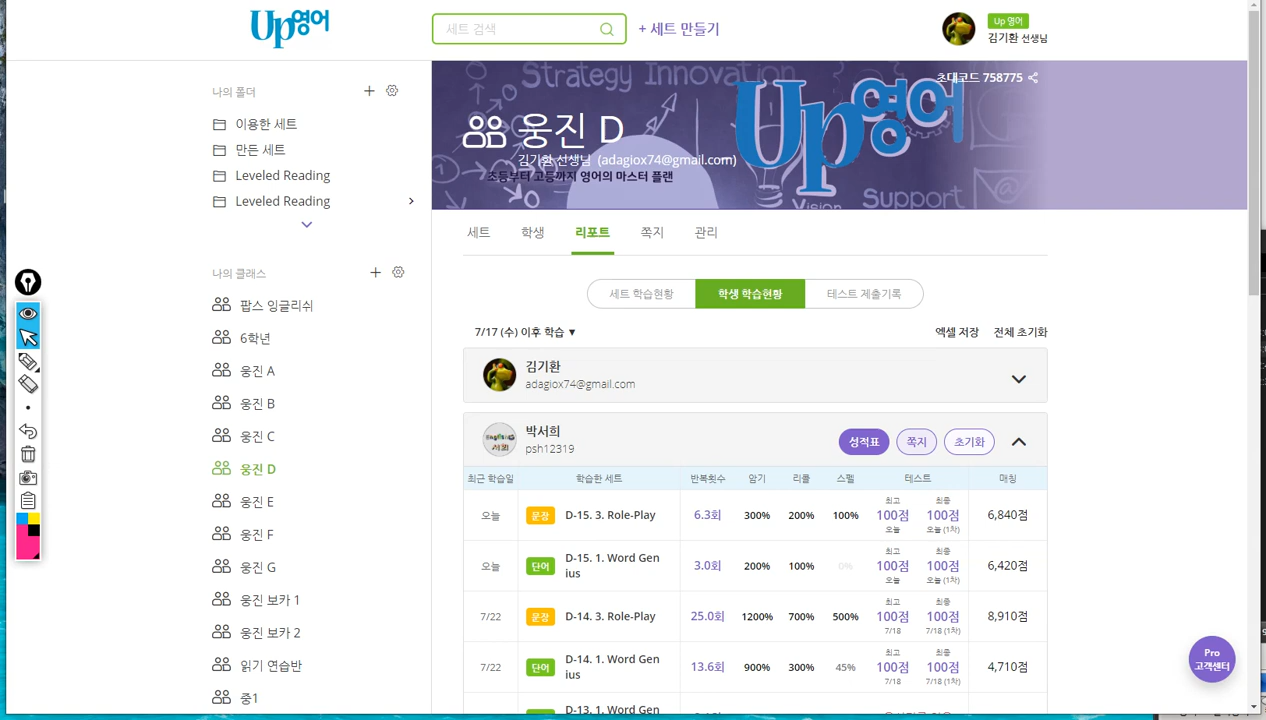 Up영어
세트 검색
+ 세트 만들기
Up 영어
김기환 선생님
나의 폴더
이용한 세트
만든 세트
Leveled Reading
Leveled Reading
나의 클래스
팝스 잉글리쉬
6학년
웅진 A
웅진 B
웅진 C
웅진 D
웅진 E
웅진 F
웅진 G
웅진 보카 1
웅진 보카 2
읽기 연습반
중1
Strategy Innovation
초대코드 758775
Up영어
웅진 D
김기환 선생님 (adagiox74@gmail.com)
초등부터 고등까지 영어의 마스터 플랜
Vision
Support
세트 학생 리포트 쪽지 관리
세트 학습현황 학생 학습현황 테스트 제출기록
7/17 (수) 이후 학습 ▼ 엑셀 저장 전체 초기화
김기환
adagiox74@gmail.com
박서희
psh12319
성적표 쪽지 초기화
최근 학습일 학습한 세트 반복횟수 암기 리콜 스펠 테스트 매칭
최고 최종
오늘 문장 D-15. 3. Role-Play 6.3회 300% 200% 100% 100점 100점 6,840점
오늘 오늘 (1차)
최고 최종
오늘 단어 D-15. 1. Word Gen 3.0회 200% 100% 0% 100점 100점 6,420점
ius
오늘 오늘 (1차)
최고 최종
7/22 문장 D-14. 3. Role-Play 25.0회 1200% 700% 500% 100점 100점 8,910점
7/18 7/18 (1차)
최고 최종
7/22 단어 D-14. 1. Word Gen 13.6회 900% 300% 45% 100점 100점 4,710점
ius
7/18 7/18 (1차)
D-13. 1. Word Gen
Pro
고객센터